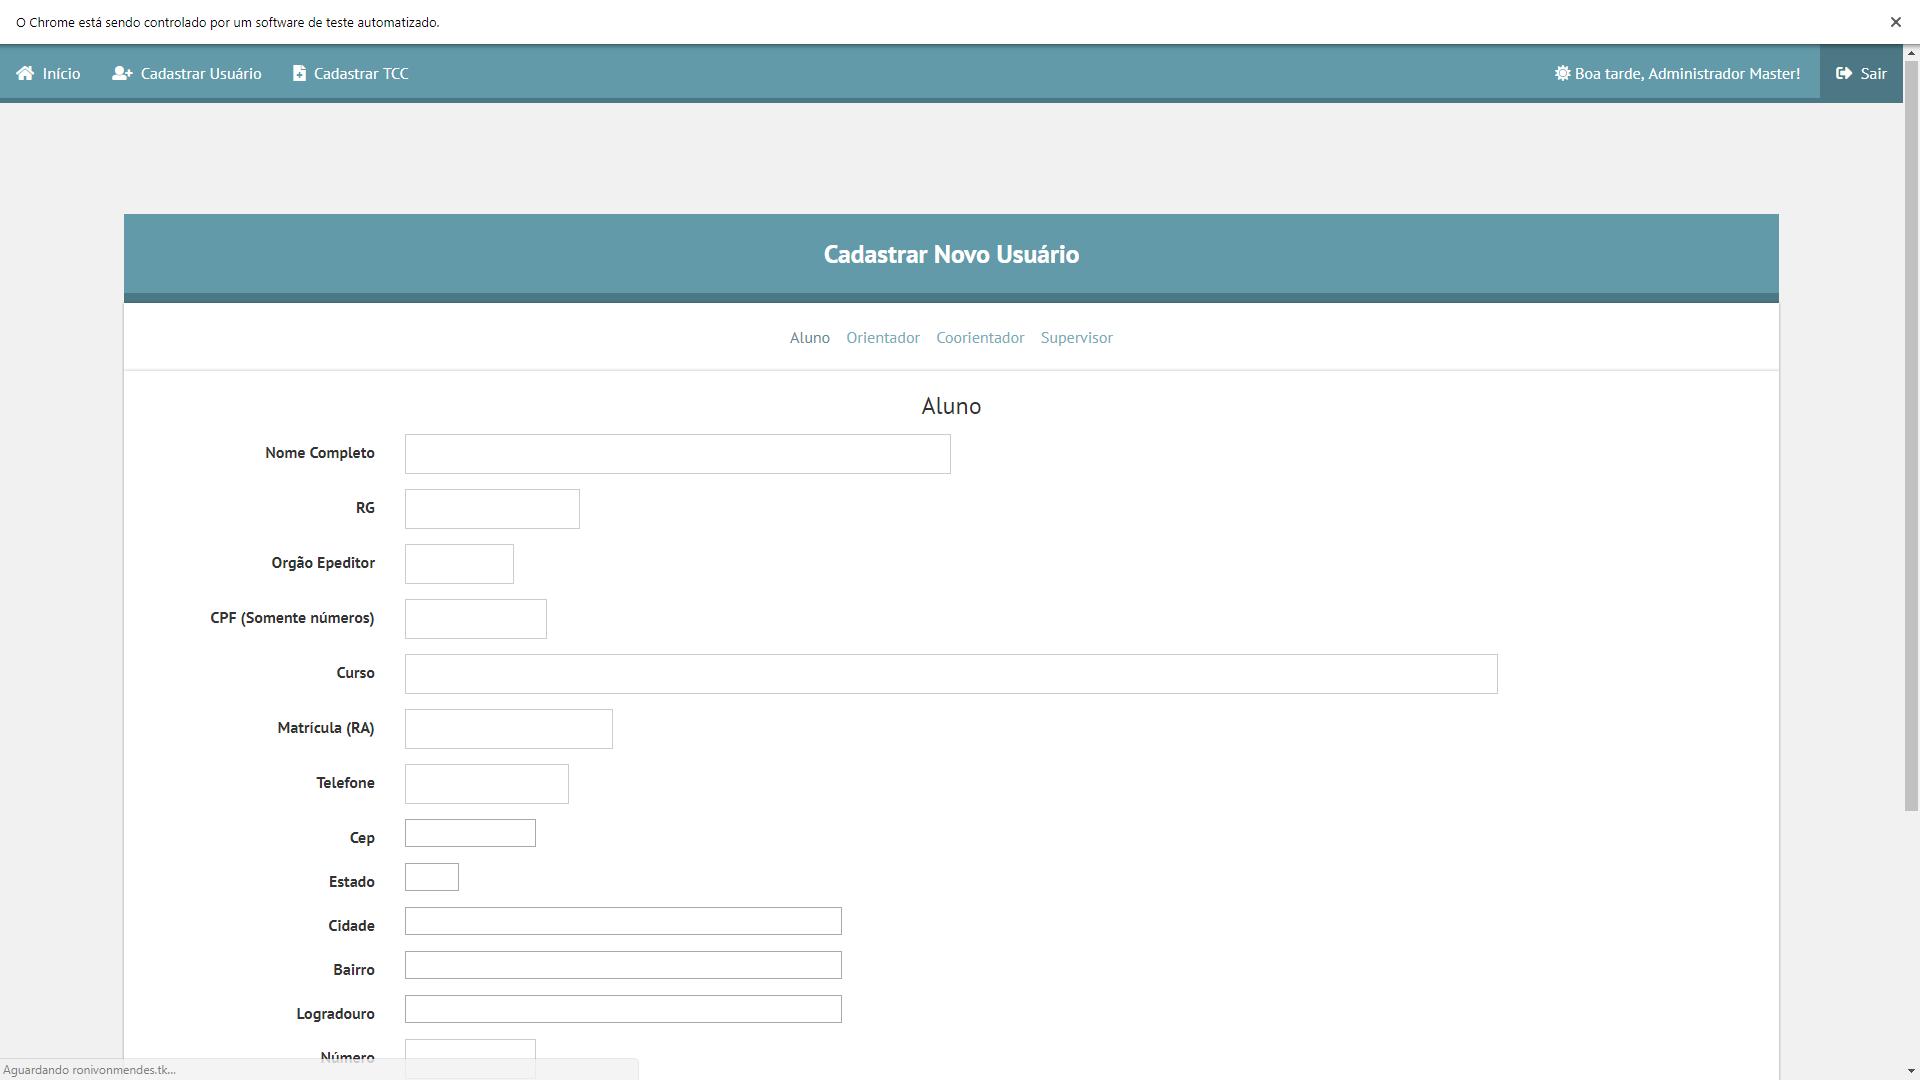 O Chrome está sendo controlado por um software de teste automatizado.
Início Cadastrar Usuário Cadastrar TCC Boa tarde, Administrador Master! Sair
Cadastrar Novo Usuário
Aluno Orientador Coorientador Supervisor
Aluno
Nome Completo
RG
Orgão Epeditor
CPF (Somente números)
Curso
Matrícula (RA)
Telefone
Cep
Estado
Cidade
Bairro
Logradouro
Número
Aguardando ronivonmendes.tk...